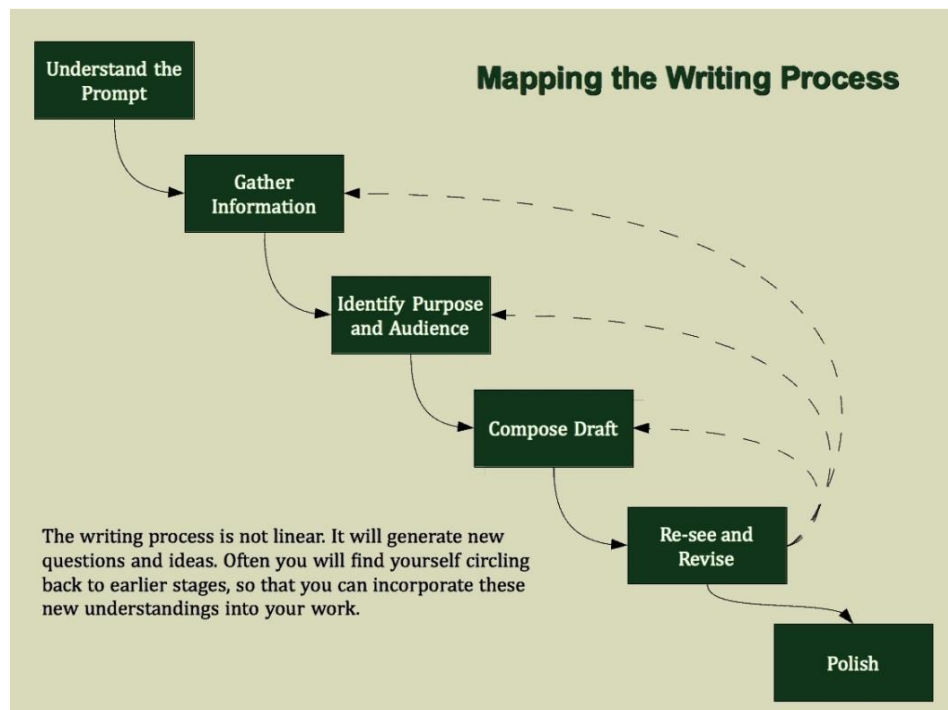 Mapping the Writing Process
Understand the
Prompt
Gather
Information
Identify Purpose
and Audience
Compose Draft
Re-see and
Revise
Polish
The writing process is not linear. It will generate new
questions and ideas. Often you will find yourself circling
back to earlier stages, so that you can incorporate these
new understandings into your work.